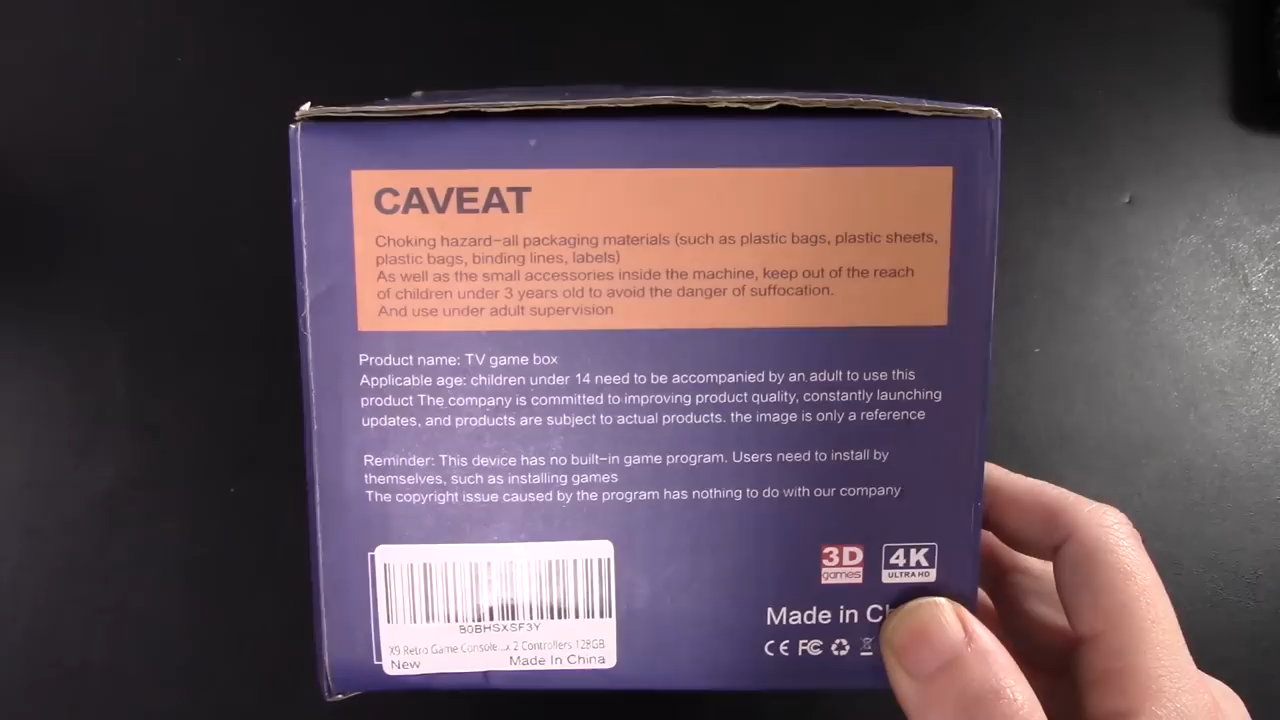 CAVEAT
Choking hazard-all packaging materials (such as plastic bags, plastic sheets,
plastic bags, binding lines, labels)
As well as the small accessories inside the machine, keep out of the reach
of children under 3 years old to avoid the danger of suffocation.
And use under adult supervision
Product name: TV game box
Applicable age: children under 14 need to be accompanied by an adult to use this
product The company is committed to improving product quality, constantly launching
updates, and products are subject to actual products. the image is only a reference
Reminder: This device has no built-in game program. Users need to install by
themselves, such as installing games
The copyright issue caused by the program has nothing to do with our company
3D
games
4K
ULTRA HD
B0BHSXSF3Y
X9 Retro Game Console...x 2 Controllers 128GB
New Made In China
Made in
CE FC